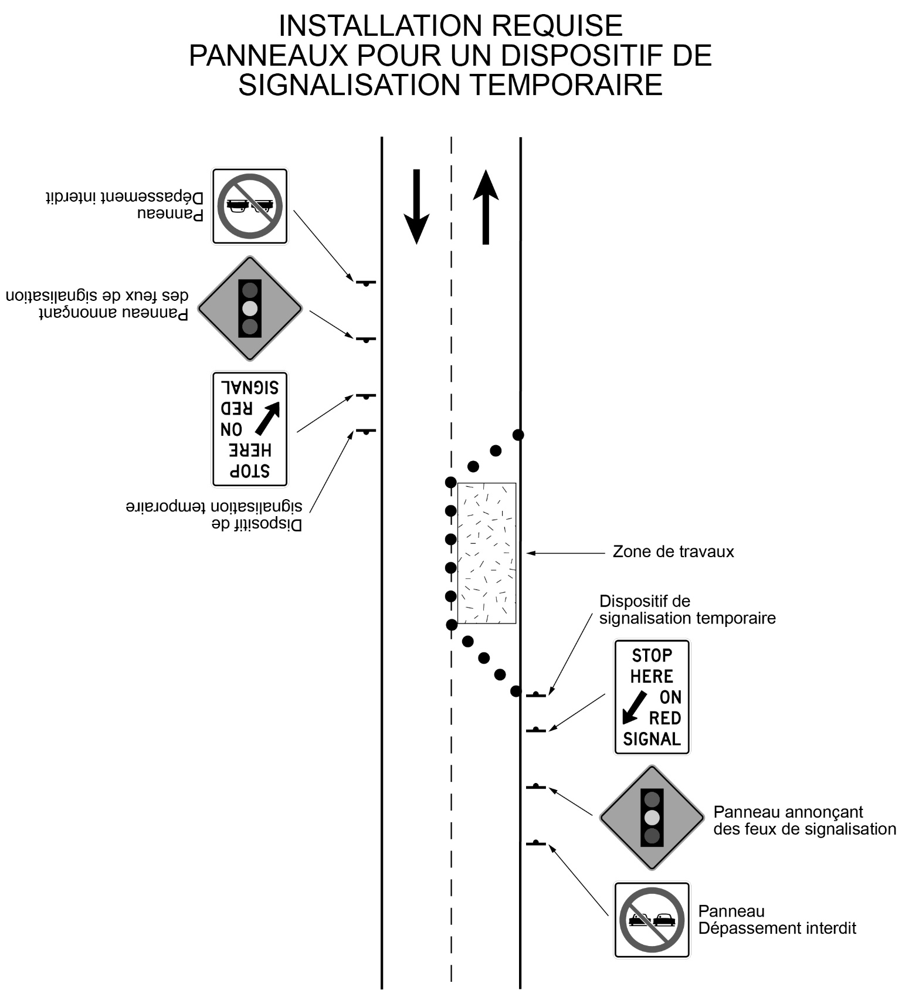 INSTALLATION REQUISE
PANNEAUX POUR UN DISPOSITIF DE
SIGNALISATION TEMPORAIRE
Panneau
Dépassement interdit
Panneau annonçant
des feux de signalisation
STOP
HERE
ON
RED
SIGNAL
Dispositif de
signalisation temporaire
Zone de travaux
Dispositif de
signalisation temporaire
STOP
HERE
ON
RED
SIGNAL
Panneau annonçant
des feux de signalisation
Panneau
Dépassement interdit